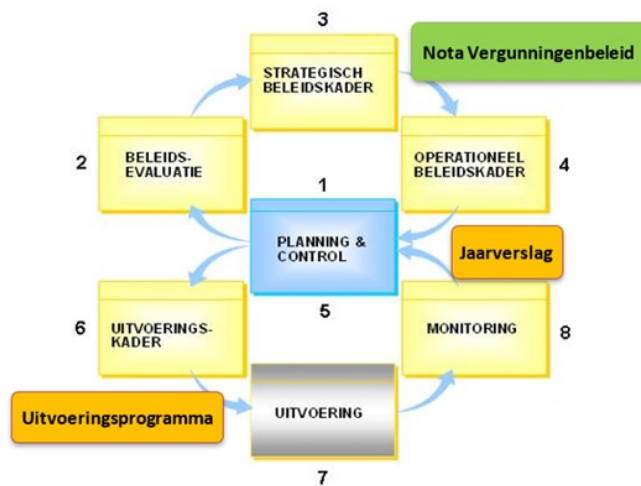 3
STRATEGISCH
BELEIDSKADER
Nota Vergunningenbeleid
2
BELEIDS-
EVALUATIE
OPERATIONEEL
BELEIDSKADER
4
1
PLANNING &
CONTROL
Jaarverslag
5
6
UITVOERINGS-
KADER
MONITORING
8
Uitvoeringsprogramma
UITVOERING
7